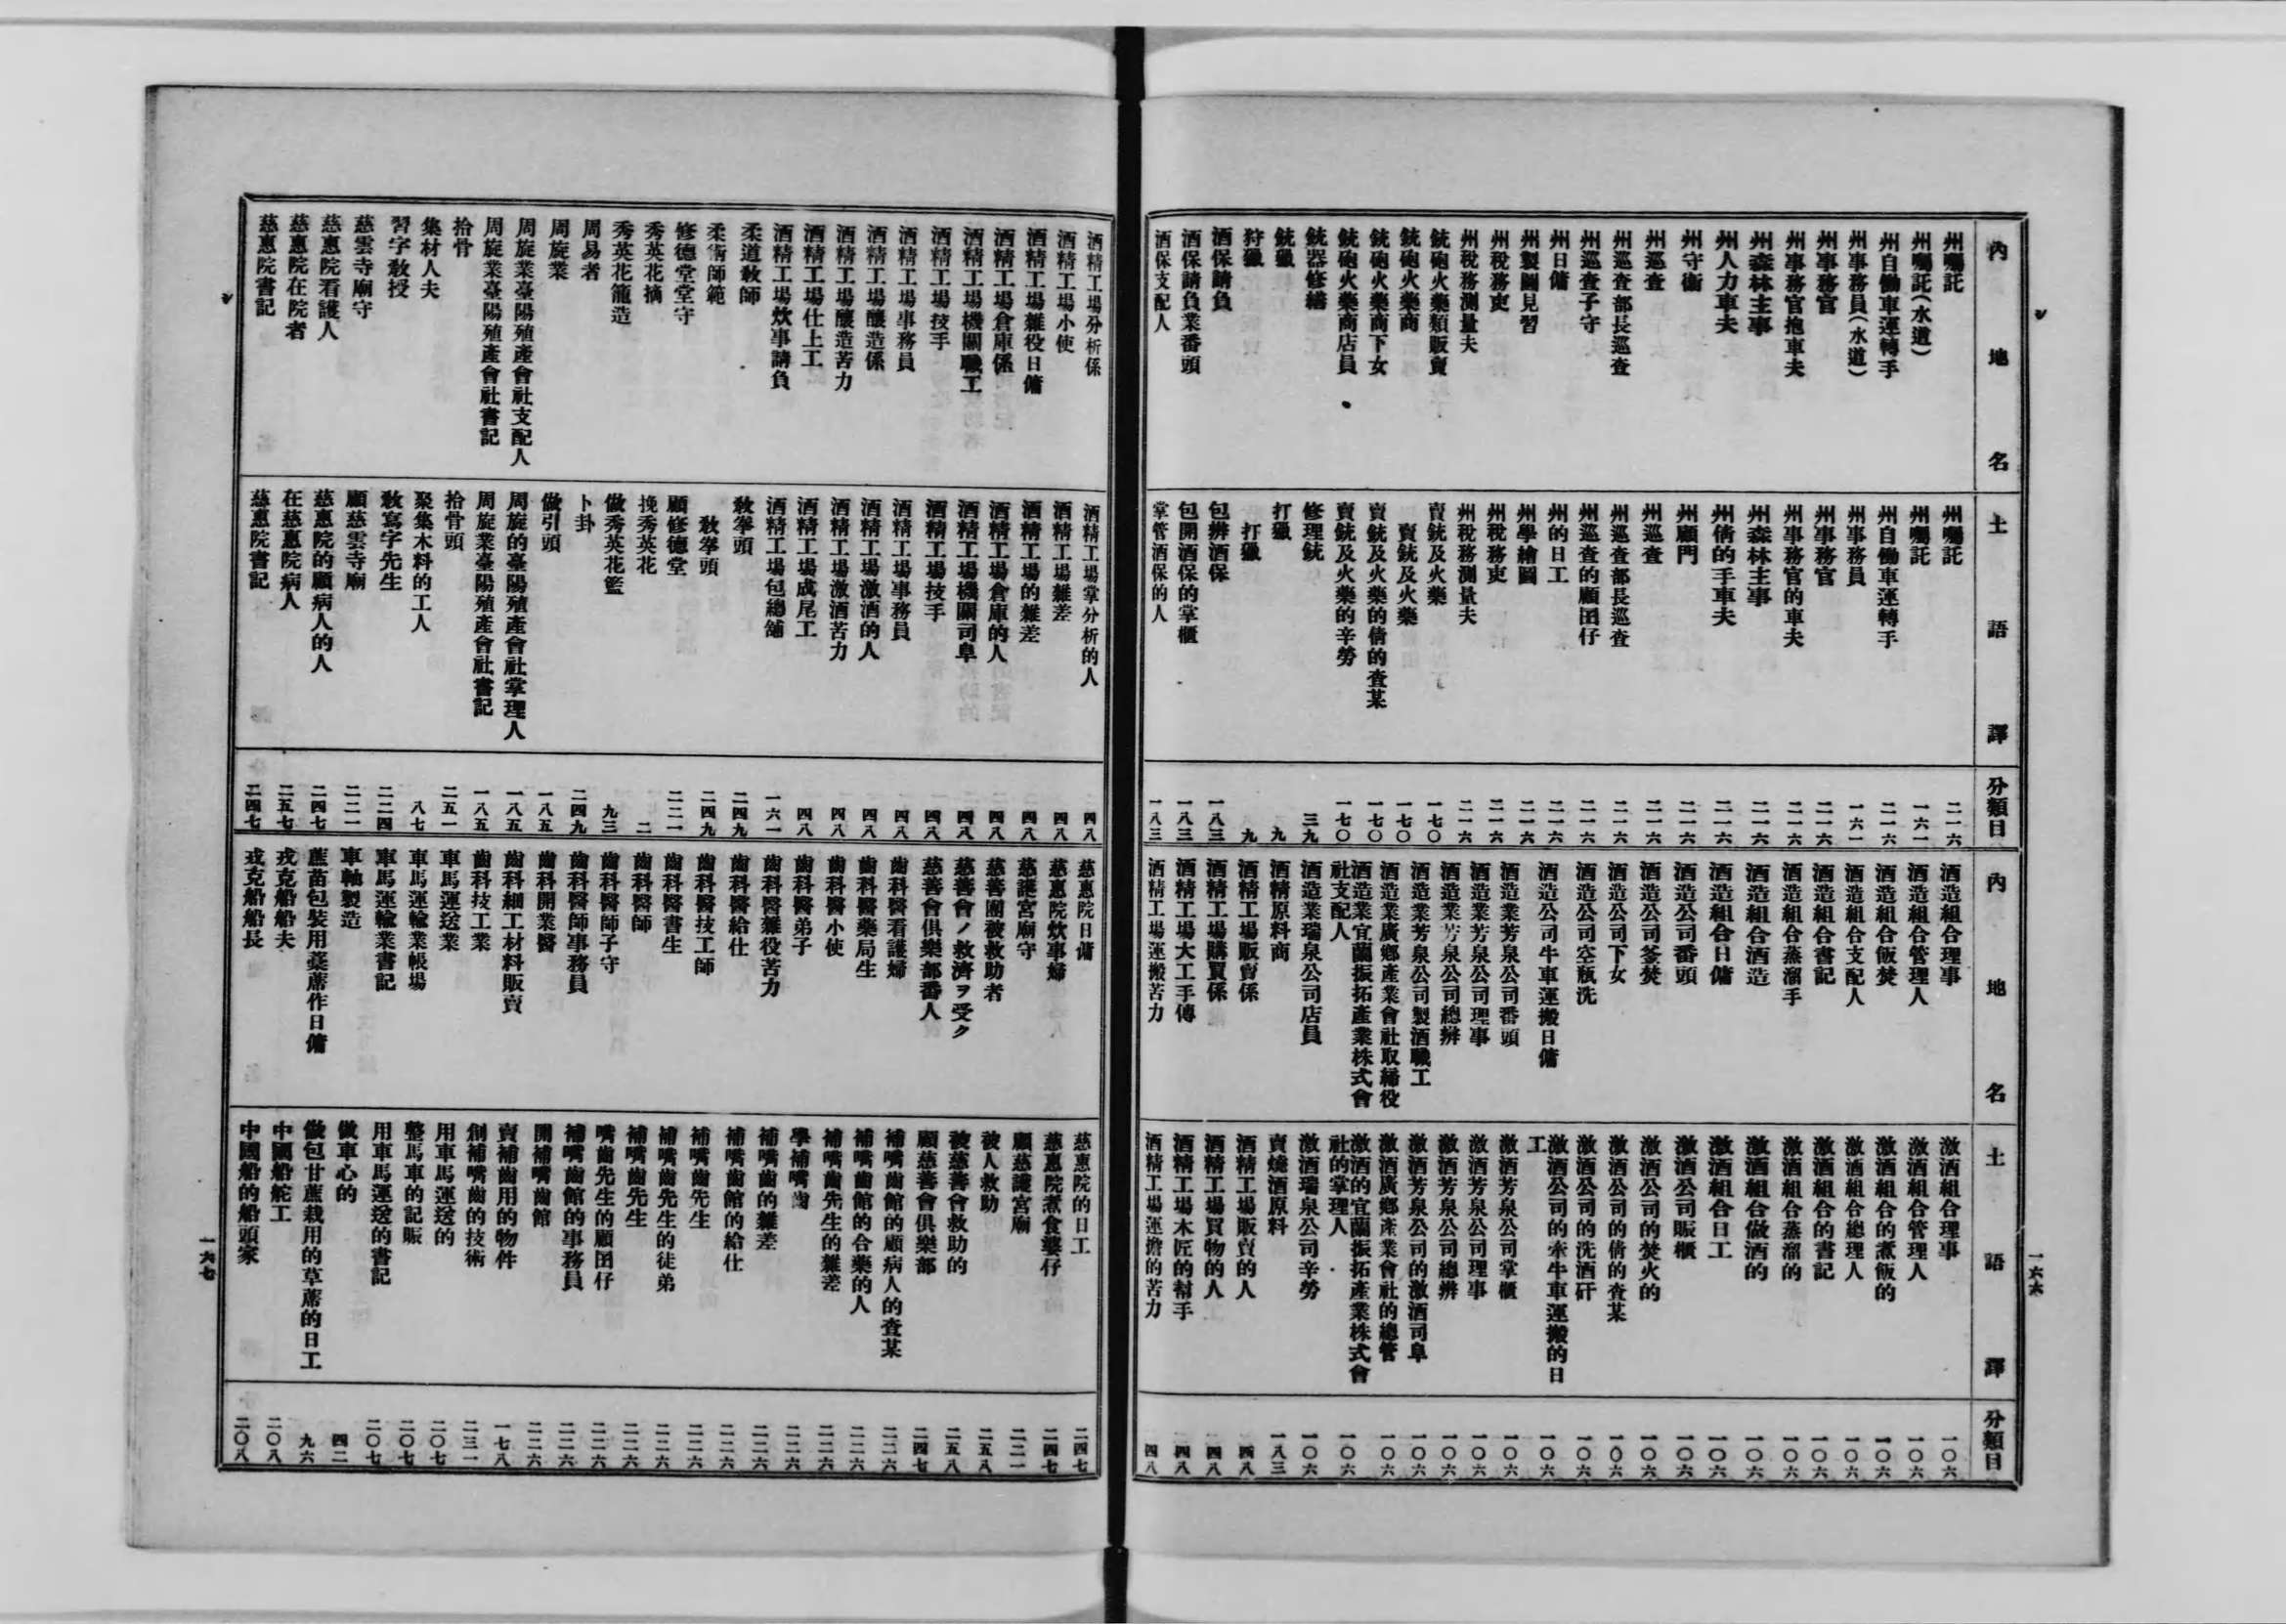 內地名 土語譯 分類目
州囑託 州囑託 二一六
州囑託(水道) 州囑託 一六一
州自働車運轉手 州自働車運轉手 二一六
州事務員(水道) 州事務員 一六一
州事務官 州事務官 二一六
州事務官抱車夫 州事務官的車夫 二一六
州森林主事 州森林主事 二一六
州人力車夫 州倩的手車夫 二一六
州守衞 州顧門 二一六
州巡查 州巡查 二一六
州巡查部長巡查 州巡查部長巡查 二一六
州巡查子守 州巡查的顧囝仔 二一六
州日傭 州的日工 二一六
州製圖見習 州學繪圖 二一六
州稅務吏 州稅務吏 二一六
州稅務測量夫 州稅務測量夫 二一六
銃砲火藥類販賣 賣銃及火藥 一七〇
銃砲火藥商 賣銃及火藥 一七〇
銃砲火藥商下女 賣銃及火藥的倩的查某 一七〇
銃砲火藥商店員 賣銃及火藥的辛勞 一七〇
銃器修繕 修理銃 三九
銃獵 打獵 九
狩獵 打獵 九
酒保請負 包辨酒保 一八三
酒保請負業番頭 包開酒保的掌櫃 一八三
酒保支配人 掌管酒保的人 一八三
內地名 土語譯 分類目
酒造組合理事 激酒組合理事 一〇六
酒造組合管理人 激酒組合管理人 一〇六
酒造組合飯焚 激酒組合的煮飯的 一〇六
酒造組合支配人 激酒組合總理人 一〇六
酒造組合書記 激酒組合的書記 一〇六
酒造組合蒸溜手 激酒組合蒸溜的 一〇六
酒造組合酒造 激酒組合做酒的 一〇六
酒造組合日傭 激酒組合日工 一〇六
酒造公司番頭 激酒公司賬櫃 一〇六
酒造公司釜焚 激酒公司的焚火的 一〇六
酒造公司下女 激酒公司的倩的查某 一〇六
酒造公司空瓶洗 激酒公司的洗酒矸 一〇六
酒造公司牛車運搬日傭 激酒公司的牽牛車運搬的日工 一〇六
酒造業芳泉公司番頭 激酒芳泉公司掌櫃 一〇六
酒造業芳泉公司理事 激酒芳泉公司理事 一〇六
酒造業芳泉公司總辨 激酒芳泉公司總辨 一〇六
酒造業芳泉公司製酒職工 激酒芳泉公司的激酒司阜 一〇六
酒造業廣鄉產業會社取締役 激酒廣鄉產業會社的總管 一〇六
酒造業宜蘭振拓產業株式會社支配人 激酒的宜蘭振拓產業株式會社的掌理人 一〇六
酒造業瑞泉公司店員 激酒瑞泉公司辛勞 一〇六
酒精原料商 賣燒酒原料 一八三
酒精工場販賣係 酒精工場販賣的人 四八
酒精工場購買係 酒精工場買物的人 四八
酒精工場大工手傳 酒精工場木匠的幇手 四八
酒精工場運搬苦力 酒精工場運擔的苦力 四八
一六六
酒精工場分析係 酒精工場掌分析的人 四八
酒精工場小使 酒精工場雜差 四八
酒精工場雜役日傭 酒精工場的雜差 四八
酒精工場倉庫係 酒精工場倉庫的人 四八
酒精工場機關職工 酒精工場機關司阜 四八
酒精工場技手 酒精工場技手 四八
酒精工場事務員 酒精工場事務員 四八
酒精工場釀造係 酒精工場激酒的人 四八
酒精工場釀造苦力 酒精工場激酒苦力 四八
酒精工場仕上工 酒精工場成尾工 四八
酒精工場炊事請負 酒精工場包總舖 一六一
柔道敎師 敎拳頭 二四九
柔術師範 敎拳頭 二四九
修德堂堂守 顧修德堂 二二一
秀英花摘 挽秀英花 二
秀英花籠造 做秀英花籃 九三
周易者 卜卦 二四九
周旋業 做引頭 一八五
周旋業臺陽殖產會社支配人 周旋的臺陽殖產會社掌理人 一八五
周旋業臺陽殖產會社書記 周旋業臺陽殖產會社書記 一八五
拾骨 拾骨頭 二五一
集材人夫 聚集木料的工人 八七
習字敎授 敎寫字先生 二二四
慈雲寺廟守 顧慈雲寺廟 二二一
慈惠院看護人 慈惠院的顧病人的人 二四七
慈惠院在院者 在慈惠院病人 二五七
慈惠院書記 慈惠院書記 二四七
慈惠院日傭 慈惠院的日工 二四七
慈惠院炊事婦 慈惠院煮食婆仔 二四七
慈護宮廟守 顧慈護宮廟 二二一
慈善團被救助者 被人救助 二五八
慈善會ノ救濟ヲ受ク 被慈善會救助的 二五八
慈善會俱樂部番人 顧慈善會俱樂部 二四七
齒科醫看護婦 補嘴齒館的顧病人的查某 二二六
齒科醫藥局生 補嘴齒館的合藥的人 二二六
齒科醫小使 補嘴齒先生的雜差 二二六
齒科醫弟子 學補嘴齒 二二六
齒科醫雜役苦力 補嘴齒的雜差 二二六
齒科醫給仕 補嘴齒館的給仕 二二六
齒科醫技工師 補嘴齒先生 二二六
齒科醫書生 補嘴齒先生的徒弟 二二六
齒科醫師 補嘴齒先生 二二六
齒科醫師子守 嘴齒先生的顧囝仔 二二六
齒科醫師事務員 補嘴齒館的事務員 二二六
齒科開業醫 開補嘴齒館 二二六
齒科細工材料販賣 賣補齒用的物件 一七八
齒科技工業 創補嘴齒的技術 二三一
車馬運送業 用車馬運送的 二〇七
車馬運輸業帳場 整馬車的記賬 二〇七
車馬運輸業書記 用車馬運送的書記 二〇七
車軸製造 做車心的 四二
蔗苗包裝用藁蓆作日傭 做包甘蔗栽用的草蓆的日工 九六
戎克船船夫 中國船舵工 二〇八
戎克船船長 中國船的船頭家 二〇八
一六七